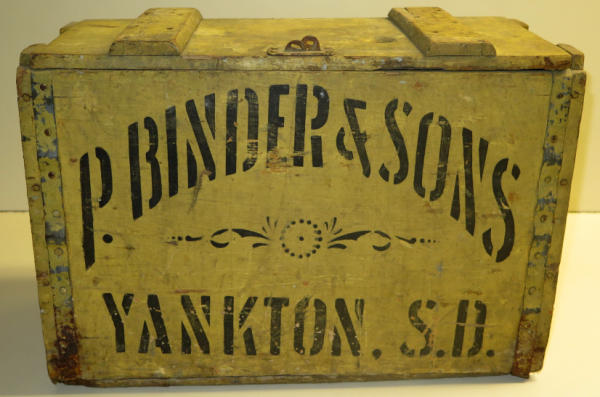 P. BINDER & SONS
YANKTON, S.D.